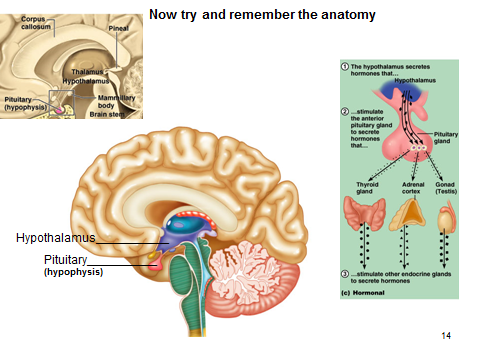 Now try and remember the anatomy
Corpus
callosum
Pineal
Thalamus
Hypothalamus
Pituitary
(hypophysis)
Mammillary
body
Brain stem
Hypothalamus
Pituitary
(hypophysis)
1 The hypothalamus secretes
hormones that...
Hypothalamus
2 ...stimulate
the anterior
pituitary gland
to secrete
hormones
that...
Pituitary
gland
Thyroid
gland
Adrenal
cortex
Gonad
(Testis)
3 ...stimulate other endocrine glands
to secrete hormones
(c) Hormonal
14